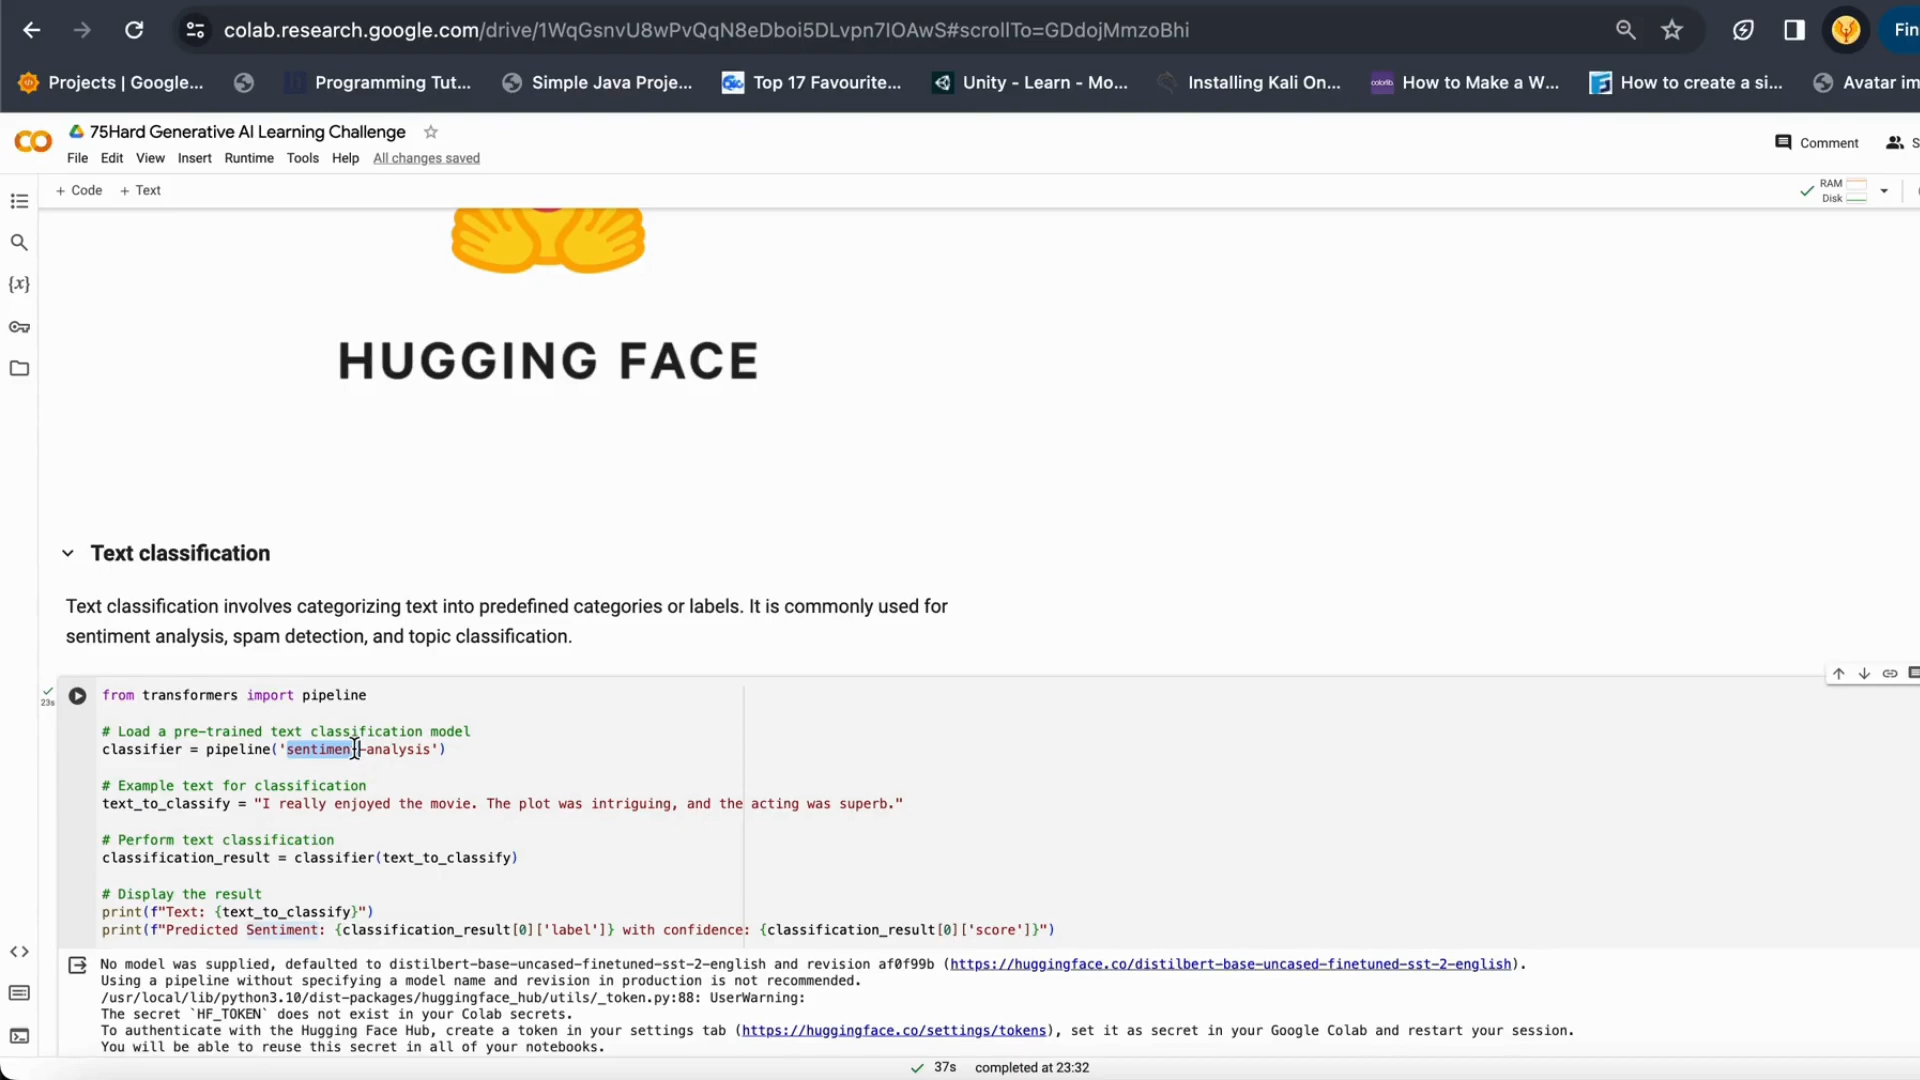 colab.research.google.com/drive/1WqGsnvU8wPvQqN8eDboi5DLvpn7IOAwS#scrollTo=GDdojMmzoBhi
Fin
Projects | Google...
Programming Tut...
Simple Java Proje...
Top 17 Favourite...
Unity - Learn - Mo...
Installing Kali On...
How to Make a W...
How to create a si...
Avatar im
CO
75Hard Generative AI Learning Challenge
File Edit View Insert Runtime Tools Help All changes saved
Comment
S
+ Code + Text
RAM
Disk
{x}
HUGGING FACE
Text classification
Text classification involves categorizing text into predefined categories or labels. It is commonly used for
sentiment analysis, spam detection, and topic classification.
23s
from transformers import pipeline
# Load a pre-trained text classification model
classifier = pipeline('sentiment-analysis')
# Example text for classification
text_to_classify = "I really enjoyed the movie. The plot was intriguing, and the acting was superb."
# Perform text classification
classification_result = classifier(text_to_classify)
# Display the result
print(f"Text: {text_to_classify}")
print(f"Predicted Sentiment: {classification_result[0]['label']} with confidence: {classification_result[0]['score']}")
No model was supplied, defaulted to distilbert-base-uncased-finetuned-sst-2-english and revision af0f99b (https://huggingface.co/distilbert-base-uncased-finetuned-sst-2-english).
Using a pipeline without specifying a model name and revision in production is not recommended.
/usr/local/lib/python3.10/dist-packages/huggingface_hub/utils/_token.py:88: UserWarning:
The secret `HF_TOKEN` does not exist in your Colab secrets.
To authenticate with the Hugging Face Hub, create a token in your settings tab (https://huggingface.co/settings/tokens), set it as secret in your Google Colab and restart your session.
You will be able to reuse this secret in all of your notebooks.
37s completed at 23:32